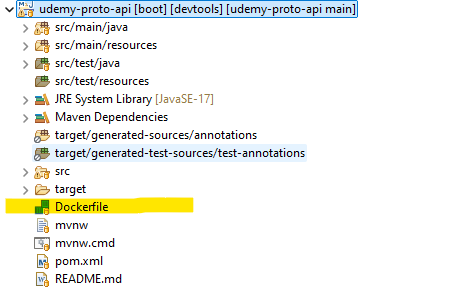 udemy-proto-api [boot] [devtools] [udemy-proto-api main]
src/main/java
src/main/resources
src/test/java
src/test/resources
JRE System Library [JavaSE-17]
Maven Dependencies
target/generated-sources/annotations
target/generated-test-sources/test-annotations
src
target
Dockerfile
mvnw
mvnw.cmd
pom.xml
README.md